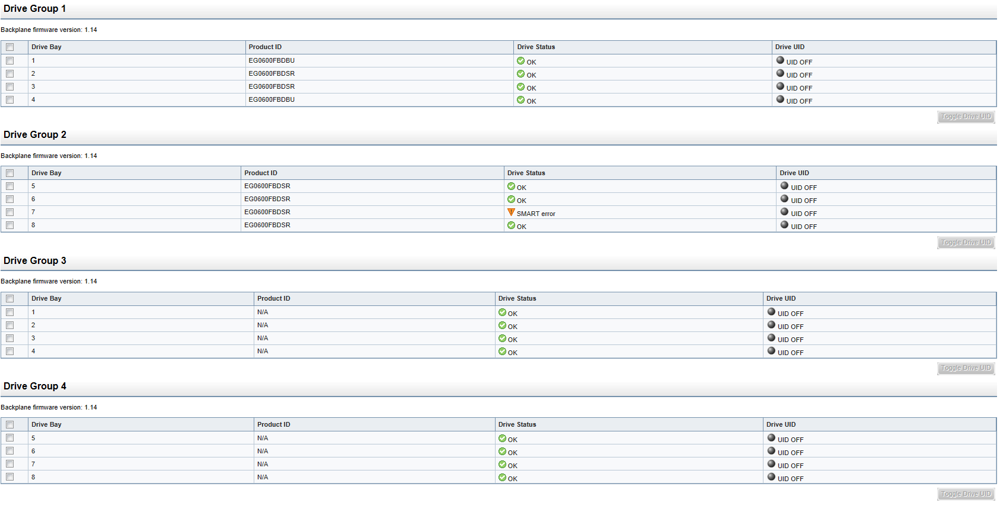 Drive Group 1
Backplane firmware version: 1.14
Drive Bay Product ID Drive Status Drive UID
1 EG0600FBDBU OK UID OFF
2 EG0600FBDSR OK UID OFF
3 EG0600FBDSR OK UID OFF
4 EG0600FBDBU OK UID OFF
Toggle Drive UID
Drive Group 2
Backplane firmware version: 1.14
Drive Bay Product ID Drive Status Drive UID
5 EG0600FBDSR OK UID OFF
6 EG0600FBDSR OK UID OFF
7 EG0600FBDSR SMART error UID OFF
8 EG0600FBDSR OK UID OFF
Toggle Drive UID
Drive Group 3
Backplane firmware version: 1.14
Drive Bay Product ID Drive Status Drive UID
1 N/A OK UID OFF
2 N/A OK UID OFF
3 N/A OK UID OFF
4 N/A OK UID OFF
Toggle Drive UID
Drive Group 4
Backplane firmware version: 1.14
Drive Bay Product ID Drive Status Drive UID
5 N/A OK UID OFF
6 N/A OK UID OFF
7 N/A OK UID OFF
8 N/A OK UID OFF
Toggle Drive UID